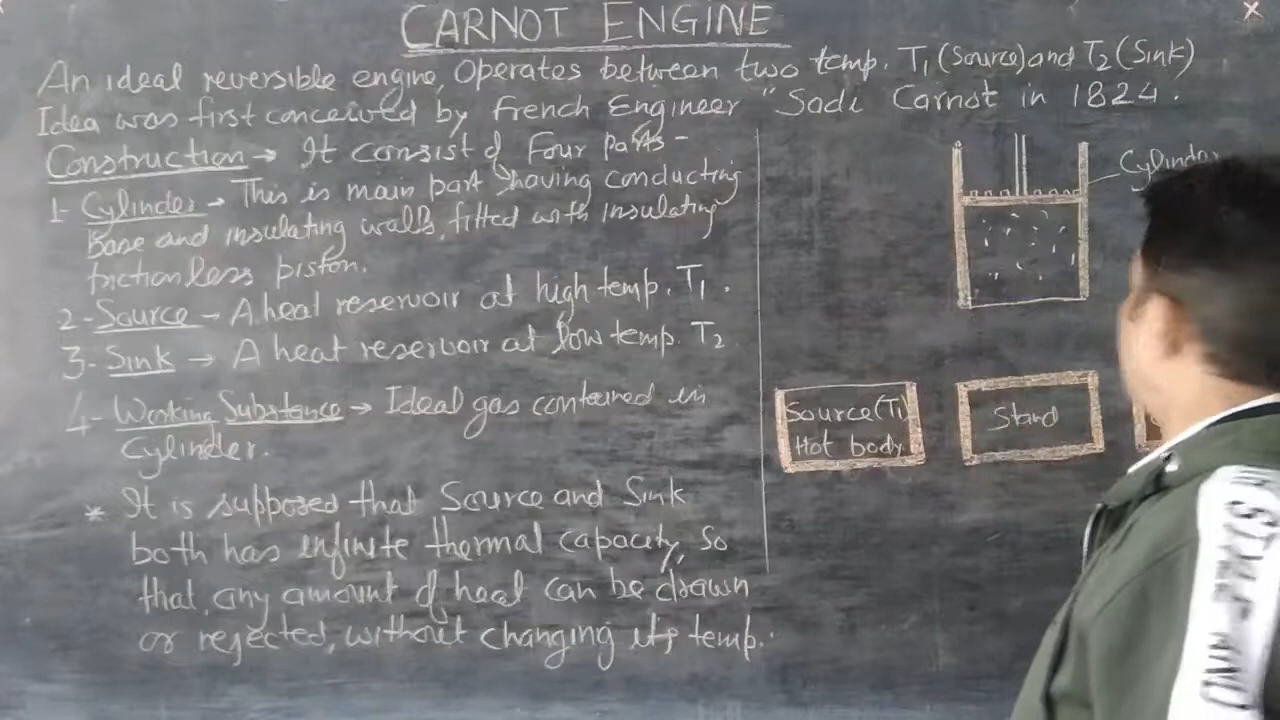 CARNOT ENGINE
An ideal reversible engine, Operates between two temp. T₁ (Source) and T₂ (Sink)
Idea was first conceived by French Engineer "Sadi Carnot in 1824.
Construction → It consist of Four parts -
1- Cylinder → This is main part having conducting
Base and insulating walls, fitted with insulating
frictionless piston.
2- Source → A heat reservoir at high temp. T₁.
3- Sink → A heat reservoir at low temp. T₂
4- Working Substance → Ideal gas contained in
Cylinder.
* It is supposed that Source and Sink
both has infinite thermal capacity, so
that, any amount of heat can be drawn
or rejected, without changing its temp.
Cylinder
Source (T₁)
Hot body
Stand
STYLE AND